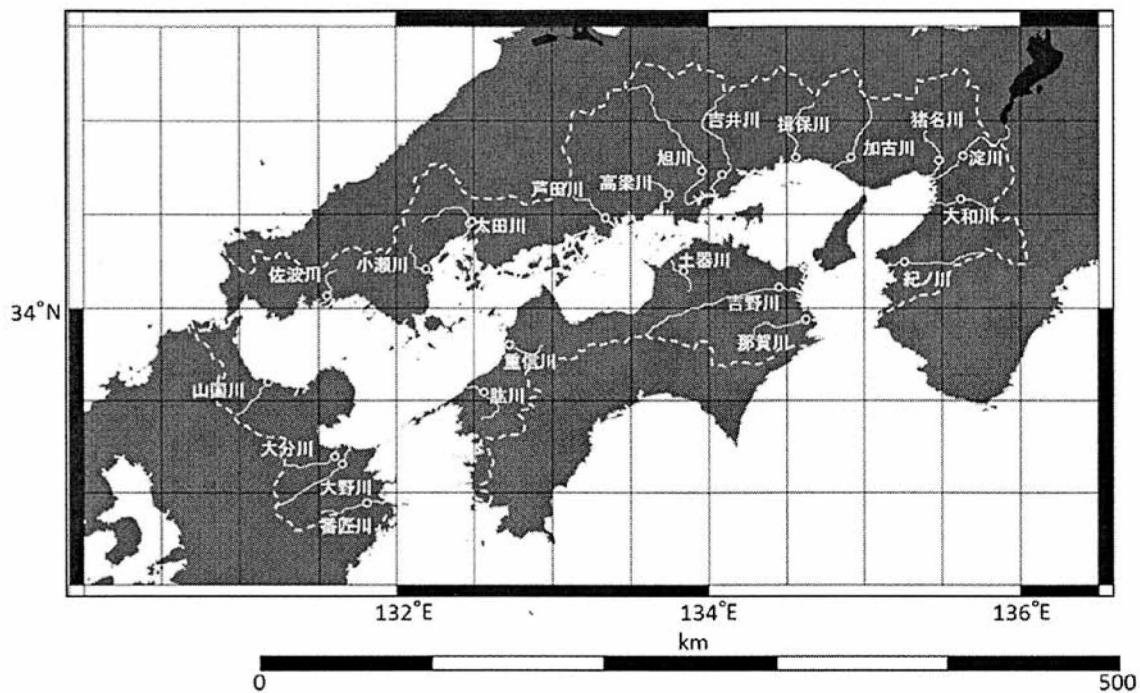 吉井川
揖保川
猪名川
旭川
加古川
淀川
芦田川
高梁川
太田川
大和川
佐波川
小瀬川
土器川
紀ノ川
吉野川
34°N
那賀川
重信川
山国川
肱川
大分川
大野川
番匠川
132°E
134°E
136°E
km
0
500